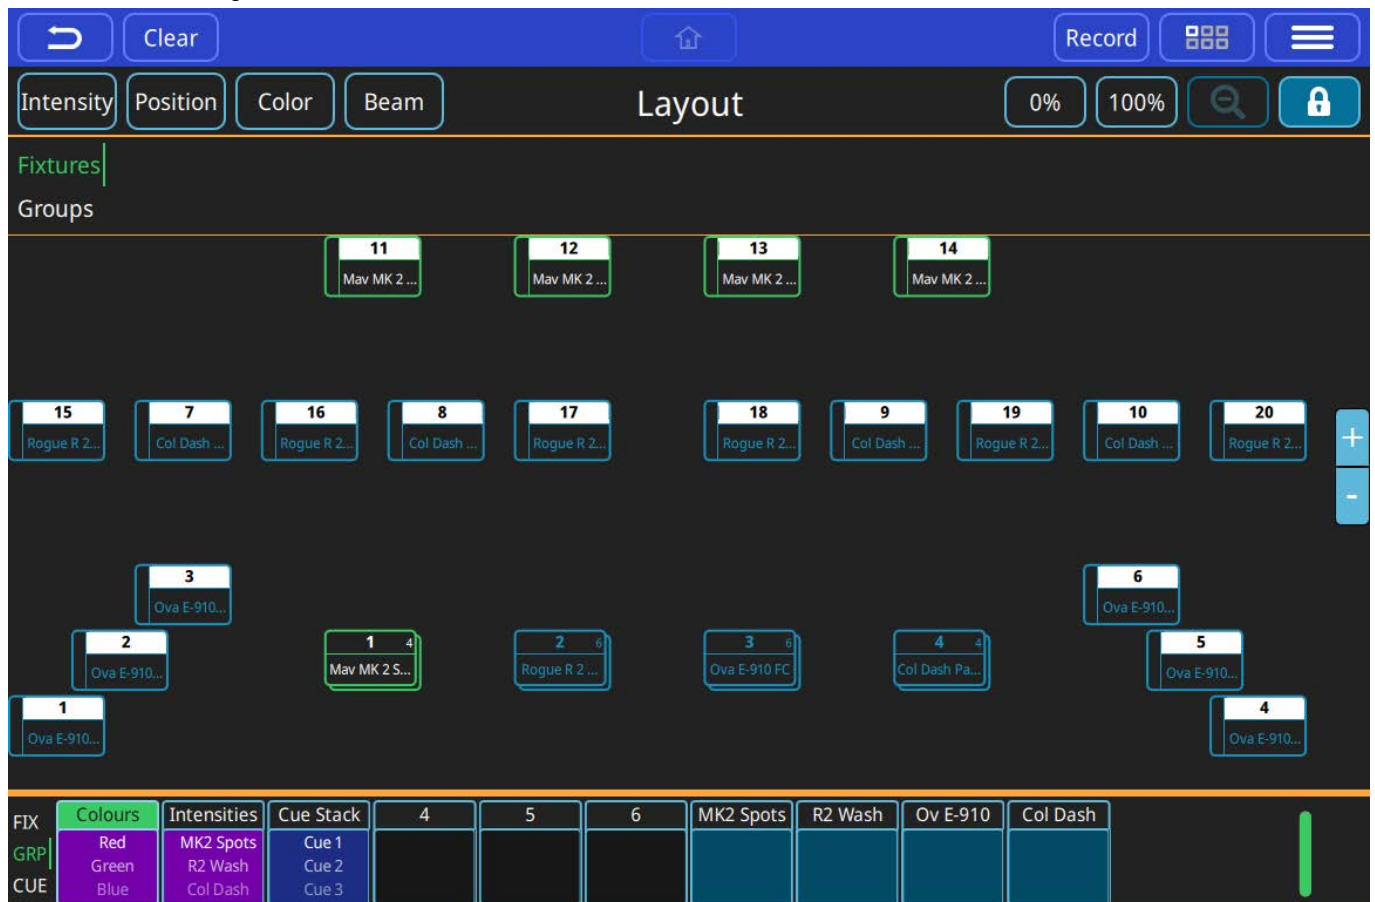 Clear Record
Intensity Position Color Beam Layout 0% 100%
Fixtures
Groups
11 12 13 14
Mav MK 2 ... Mav MK 2 ... Mav MK 2 ... Mav MK 2 ...
15 7 16 8 17 18 9 19 10 20
Rogue R 2... Col Dash ... Rogue R 2... Col Dash ... Rogue R 2... Rogue R 2... Col Dash ... Rogue R 2... Col Dash ... Rogue R 2...
+
-
3 6
Ova E-910... Ova E-910...
2 1 4 2 6 3 6 4 4 5
Ova E-910... Mav MK 2 S... Rogue R 2 ... Ova E-910 FC Col Dash Pa... Ova E-910...
1 4
Ova E-910... Ova E-910...
FIX Colours Intensities Cue Stack 4 5 6 MK2 Spots R2 Wash Ov E-910 Col Dash
Red MK2 Spots Cue 1
GRP Green R2 Wash Cue 2
CUE Blue Col Dash Cue 3